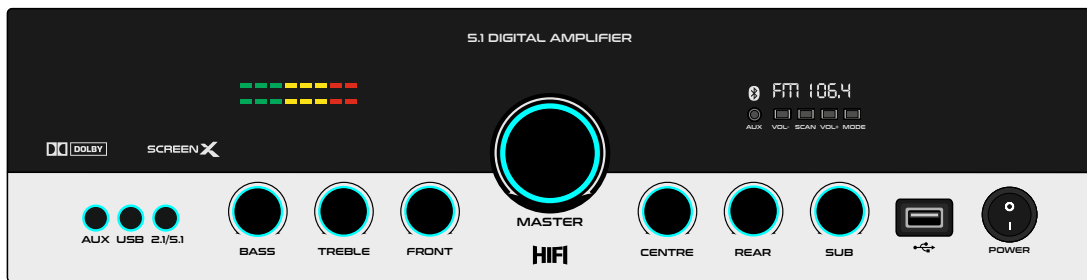 5.1 DIGITAL AMPLIFIER
FM 106.4
AUX VOL- SCAN VOL+ MODE
DOLBY SCREEN X
AUX USB 2.1/5.1
BASS TREBLE FRONT MASTER CENTRE REAR SUB POWER
HIFI